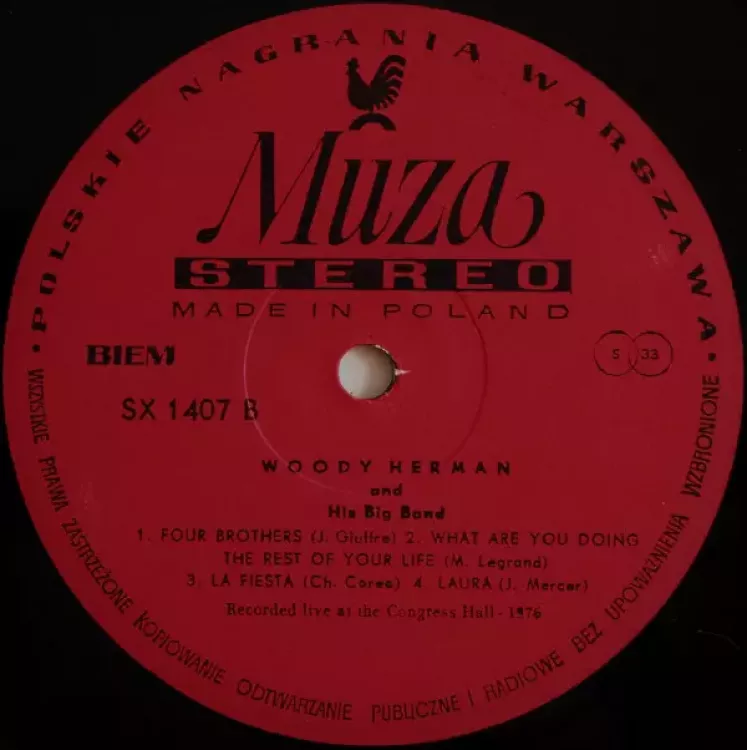 • POLSKIE NAGRANIA WARSZAWA •
Muza
STEREO
MADE IN POLAND
BIEM
S 33
SX 1407 B
WOODY HERMAN
and
His Big Band
1. FOUR BROTHERS (J. Giuffre) 2. WHAT ARE YOU DOING
THE REST OF YOUR LIFE (M. Legrand)
3. LA FIESTA (Ch. Corea) 4. LAURA (J. Mercer)
Recorded live at the Congress Hall - 1976
WSZYSTKIE PRAWA ZASTRZEŻONE KOPIOWANIE ODTWARZANIE PUBLICZNE I RADIOWE BEZ UPOWAŻNIENIA WZBRONIONE